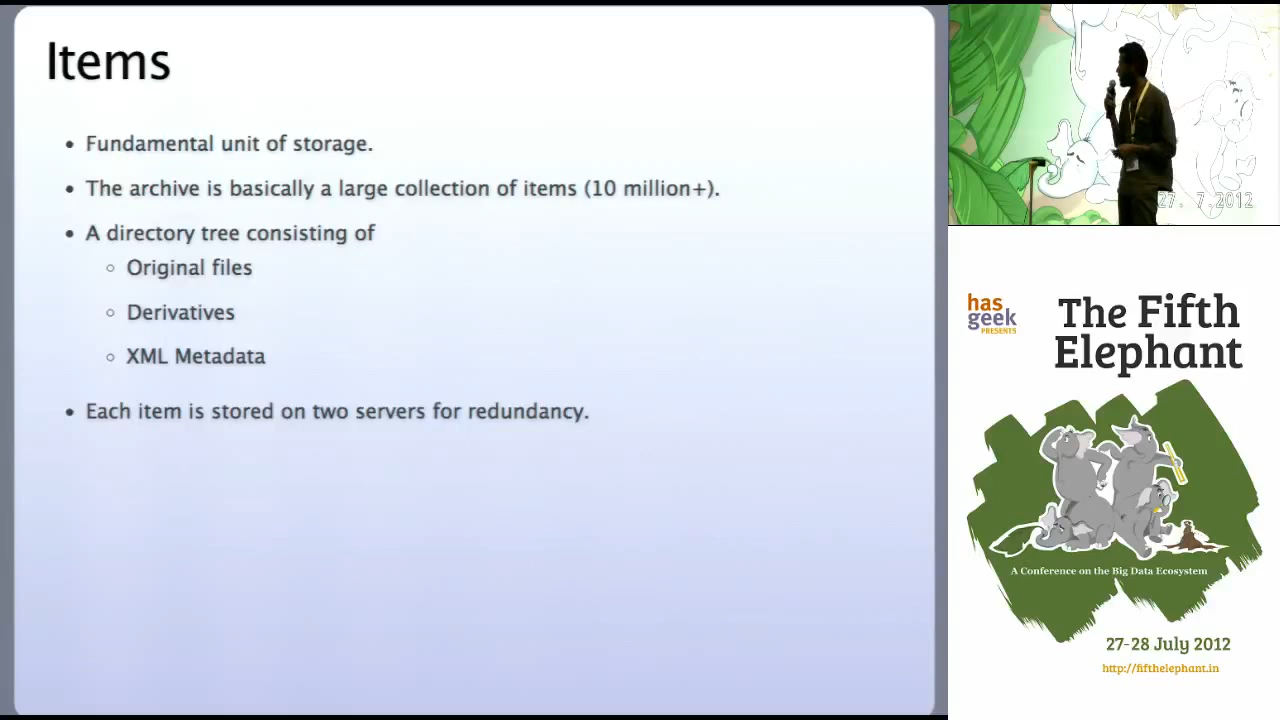 Items
• Fundamental unit of storage.
• The archive is basically a large collection of items (10 million+).
• A directory tree consisting of
◦ Original files
◦ Derivatives
◦ XML Metadata
• Each item is stored on two servers for redundancy.
27. 7.2012
has
geek
PRESENTS
The Fifth
Elephant
A Conference on the Big Data Ecosystem
27-28 July 2012
http://fifthelephant.in